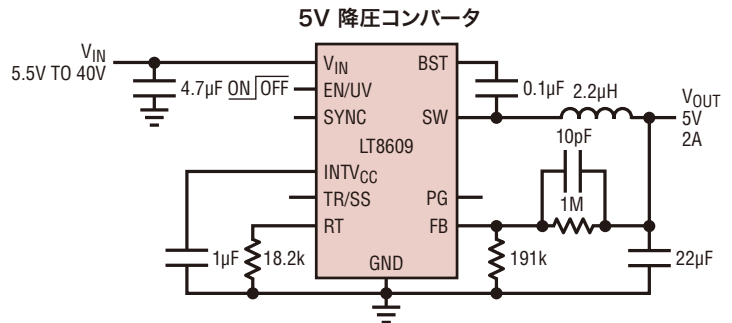 5V 降圧コンバータ
VIN
5.5V TO 40V
4.7µF
ON OFF
VIN
EN/UV
SYNC
INTVCC
TR/SS
RT
LT8609
GND
BST
SW
PG
FB
0.1µF
2.2µH
VOUT
5V
2A
10pF
1M
1µF
18.2k
191k
22µF